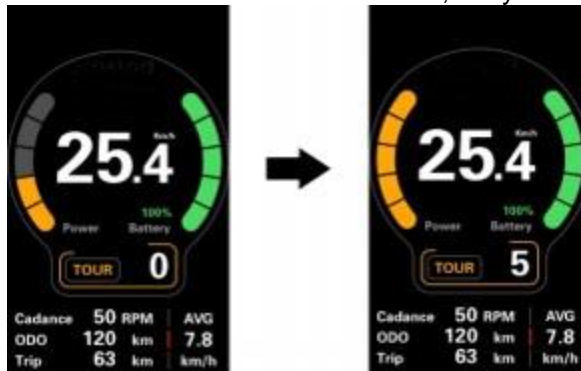 Km/h
25.4
100%
Power Battery
TOUR 0
Cadance 50 RPM AVG
ODO 120 km 7.8
Trip 63 km km/h
Km/h
25.4
100%
Power Battery
TOUR 5
Cadance 50 RPM AVG
ODO 120 km 7.8
Trip 63 km km/h